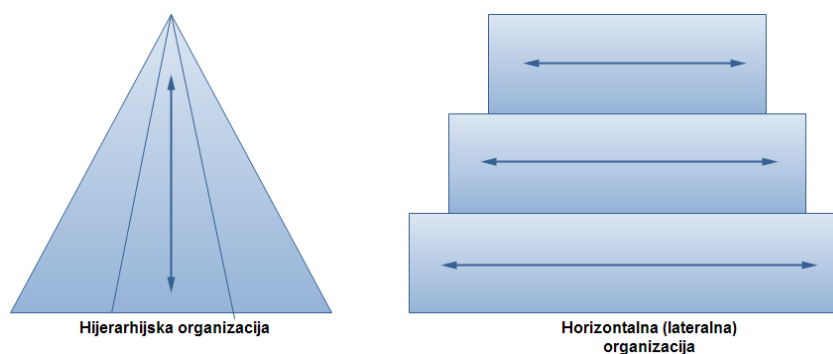 Hijerarhijska organizacija
Horizontalna (lateralna)
organizacija